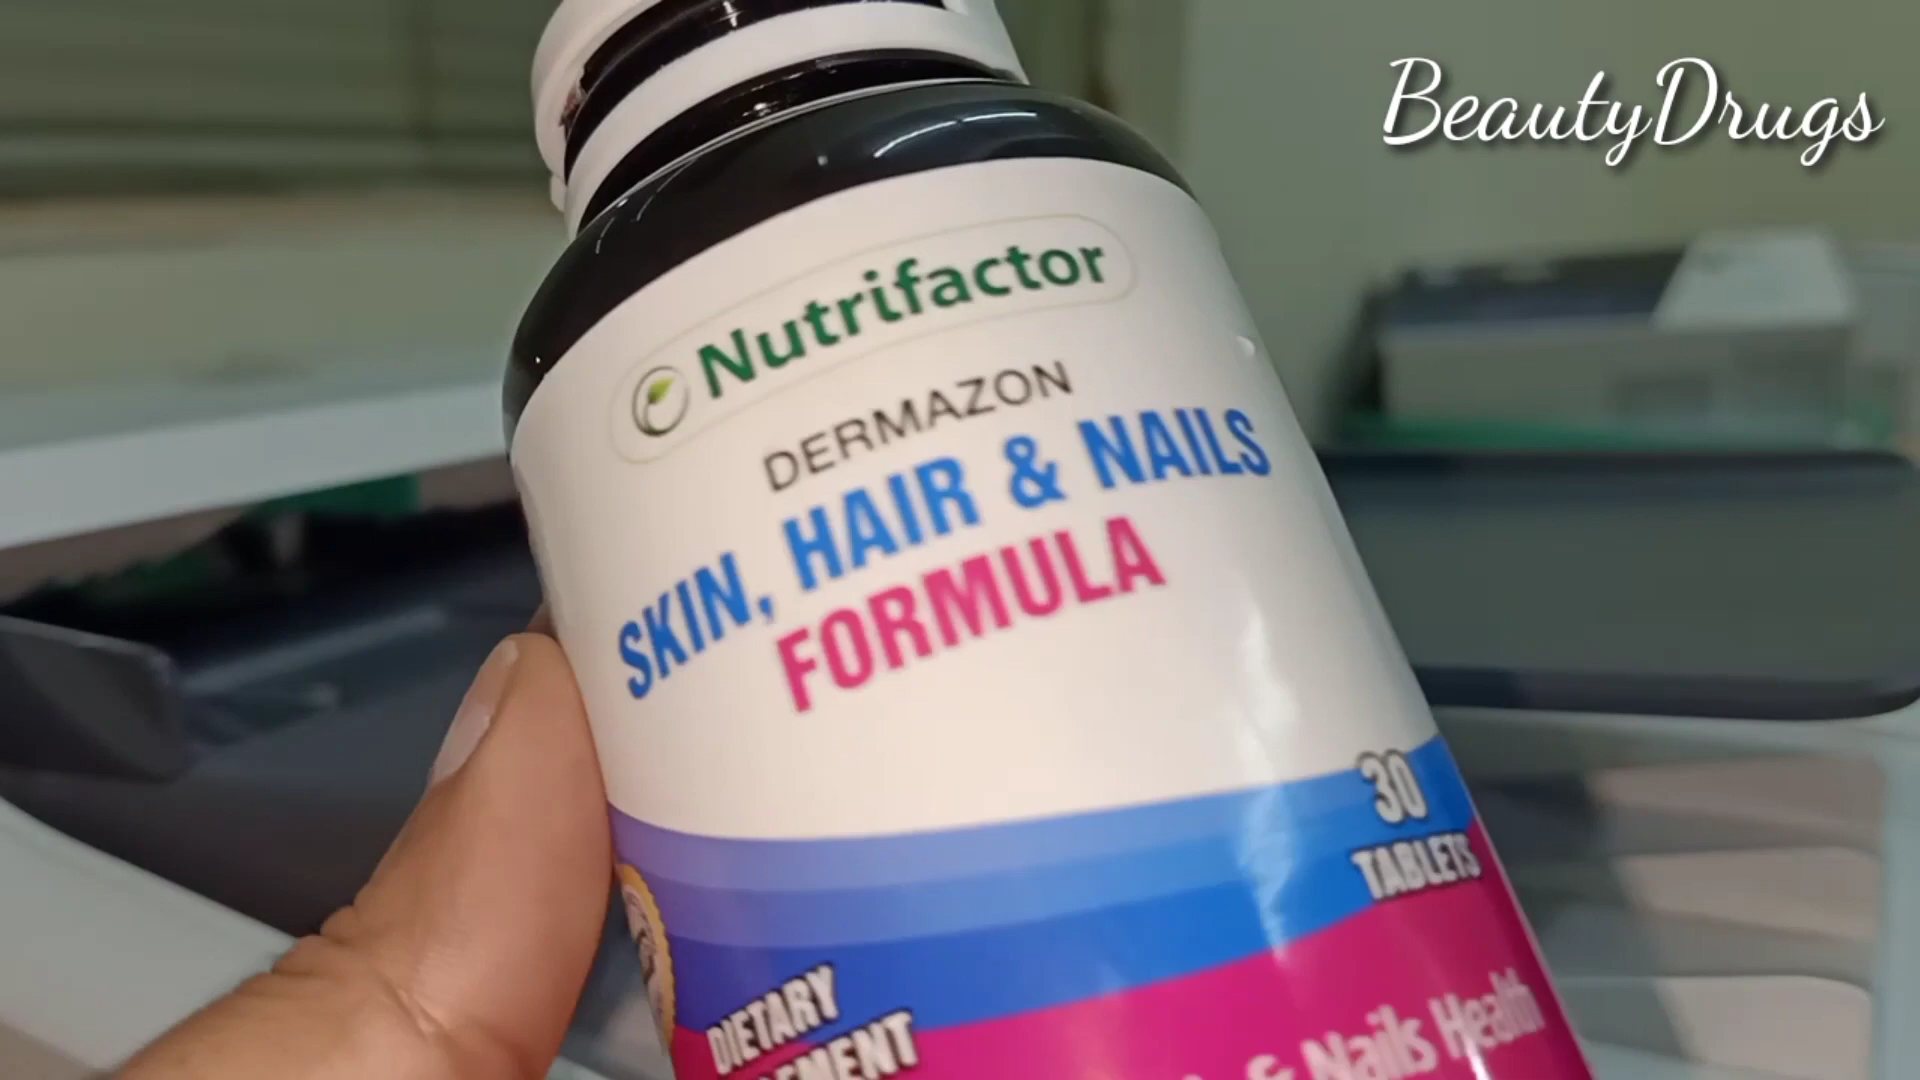 BeautyDrugs
Nutrifactor
DERMAZON
SKIN, HAIR & NAILS
FORMULA
30
TABLETS
DIETARY
& Nails Health